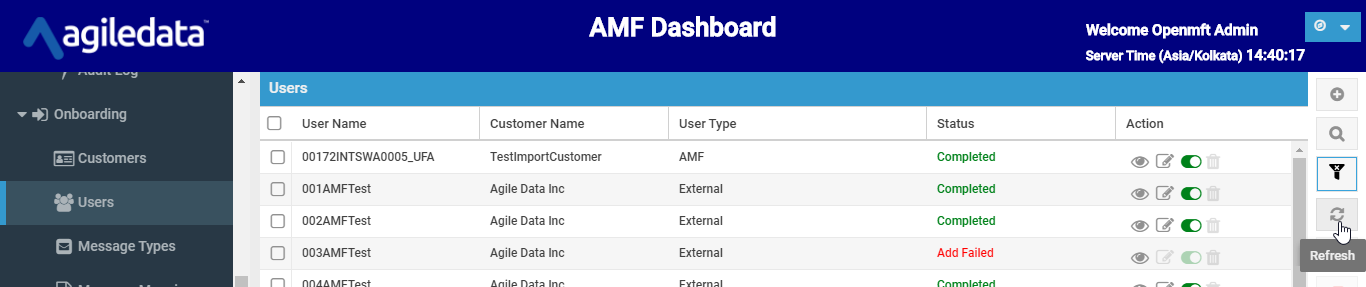 agiledata™
AMF Dashboard
Welcome Openmft Admin
Server Time (Asia/Kolkata) 14:40:17
Audit Log
Onboarding
Customers
Users
Message Types
Users
User Name Customer Name User Type Status Action
00172INTSWA0005_UFA TestImportCustomer AMF Completed
001AMFTest Agile Data Inc External Completed
002AMFTest Agile Data Inc External Completed
003AMFTest Agile Data Inc External Add Failed
004AMFTest Agile Data Inc External Completed
Refresh